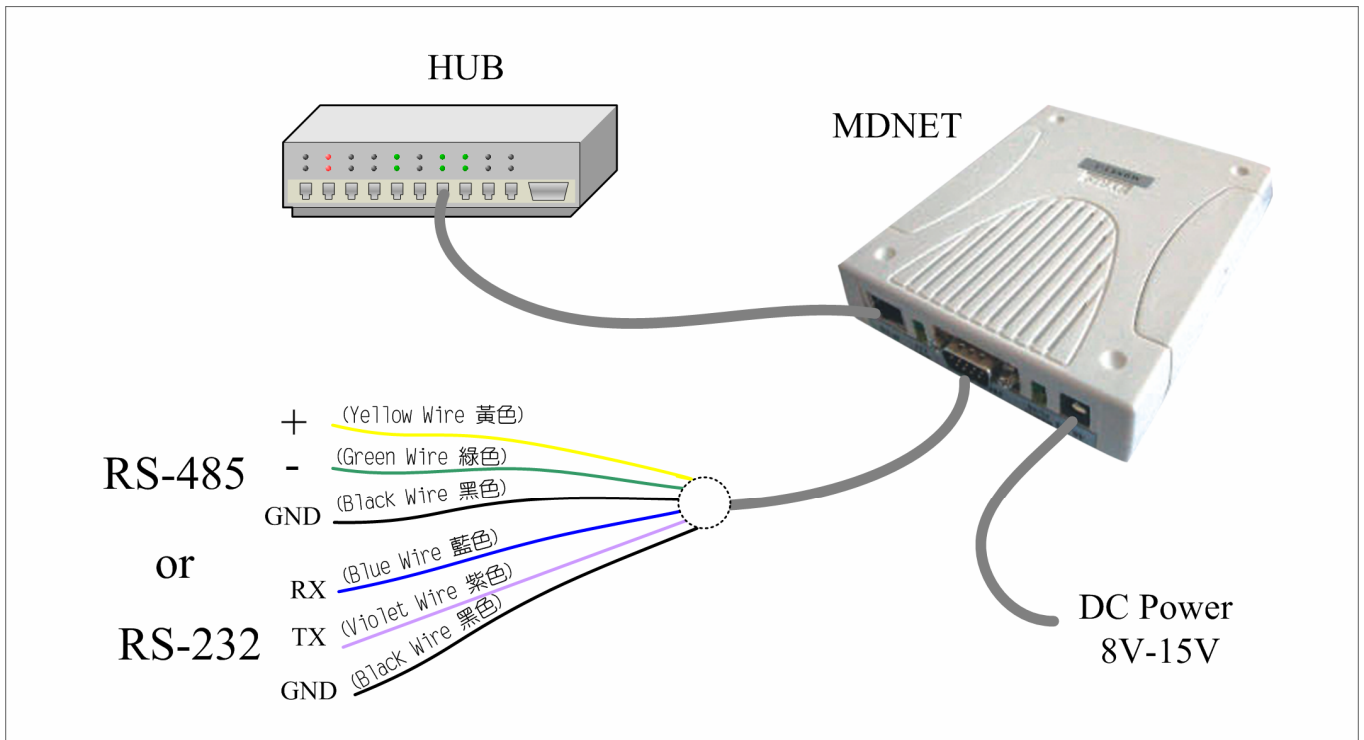 HUB
MDNET
+ (Yellow Wire 黃色)
RS-485 - (Green Wire 綠色)
GND (Black Wire 黑色)
or
RX (Blue Wire 藍色)
RS-232 TX (Violet Wire 紫色)
GND (Black Wire 黑色)
DC Power
8V-15V